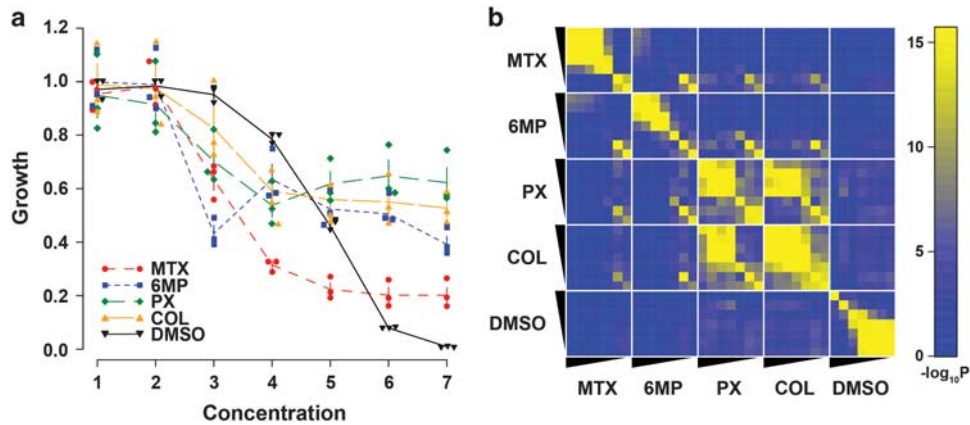 a
1.2
1.0
0.8
0.6
0.4
0.2
0.0
Growth
MTX
6MP
PX
COL
DMSO
1 2 3 4 5 6 7
Concentration
b
MTX
6MP
PX
COL
DMSO
MTX 6MP PX COL DMSO
15
10
5
0
-log10P